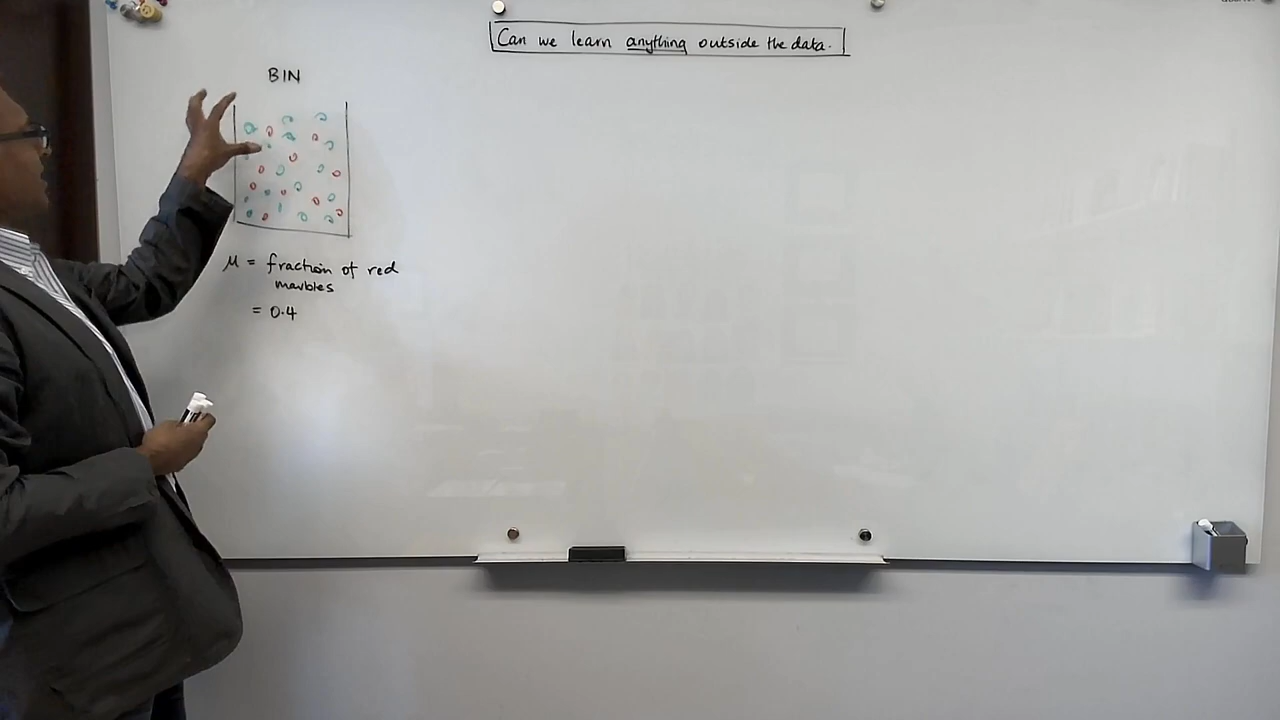 Can we learn anything outside the data.
BIN
μ = fraction of red
marbles
= 0.4